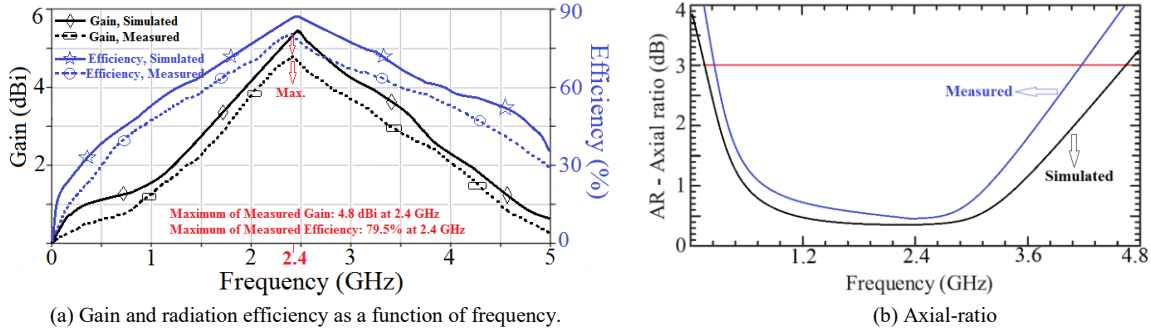 6
4
2
Gain (dBi)
Gain, Simulated
Gain, Measured
Efficiency, Simulated
Efficiency, Measured
Max.
Maximum of Measured Gain: 4.8 dBi at 2.4 GHz
Maximum of Measured Efficiency: 79.5% at 2.4 GHz
90
60
30
0
Efficiency (%)
0 1 2 2.4 3 4 5
Frequency (GHz)
(a) Gain and radiation efficiency as a function of frequency.
4
3
2
1
0
AR - Axial ratio (dB)
Measured
Simulated
1.2 2.4 3.6 4.8
Frequency (GHz)
(b) Axial-ratio